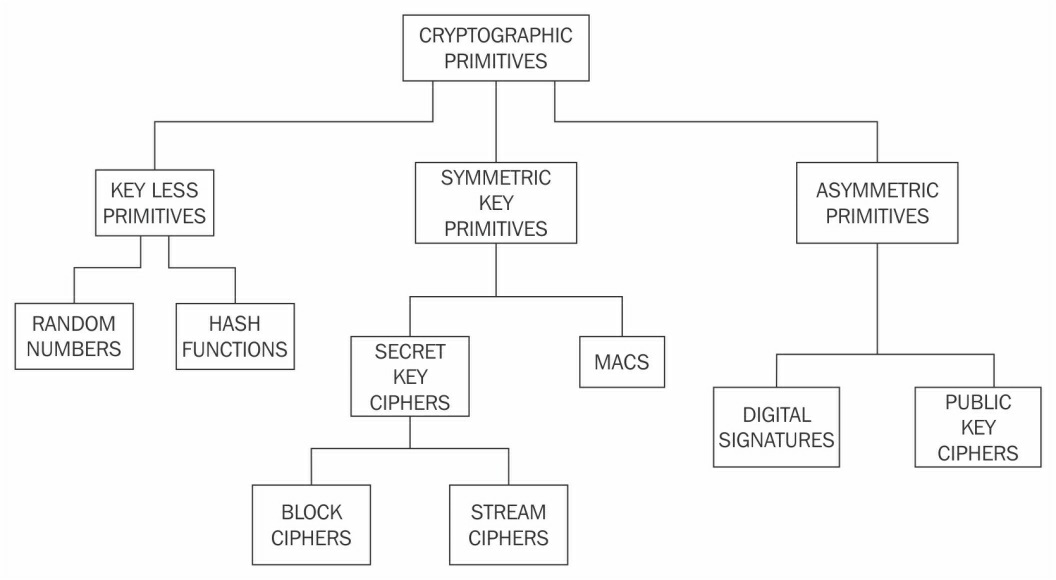 CRYPTOGRAPHIC
PRIMITIVES
KEY LESS
PRIMITIVES
SYMMETRIC
KEY
PRIMITIVES
ASYMMETRIC
PRIMITIVES
RANDOM
NUMBERS
HASH
FUNCTIONS
SECRET
KEY
CIPHERS
MACS
DIGITAL
SIGNATURES
PUBLIC
KEY
CIPHERS
BLOCK
CIPHERS
STREAM
CIPHERS